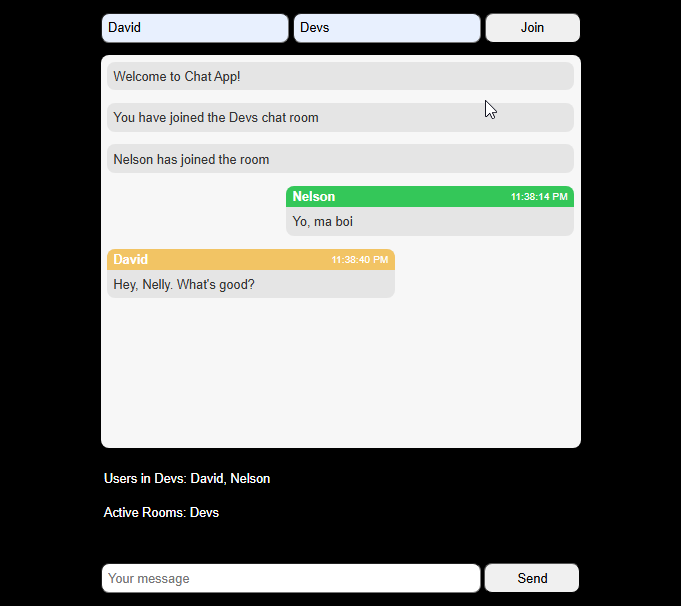 David Devs Join
Welcome to Chat App!
You have joined the Devs chat room
Nelson has joined the room
Nelson 11:38:14 PM
Yo, ma boi
David 11:38:40 PM
Hey, Nelly. What's good?
Users in Devs: David, Nelson
Active Rooms: Devs
Your message Send